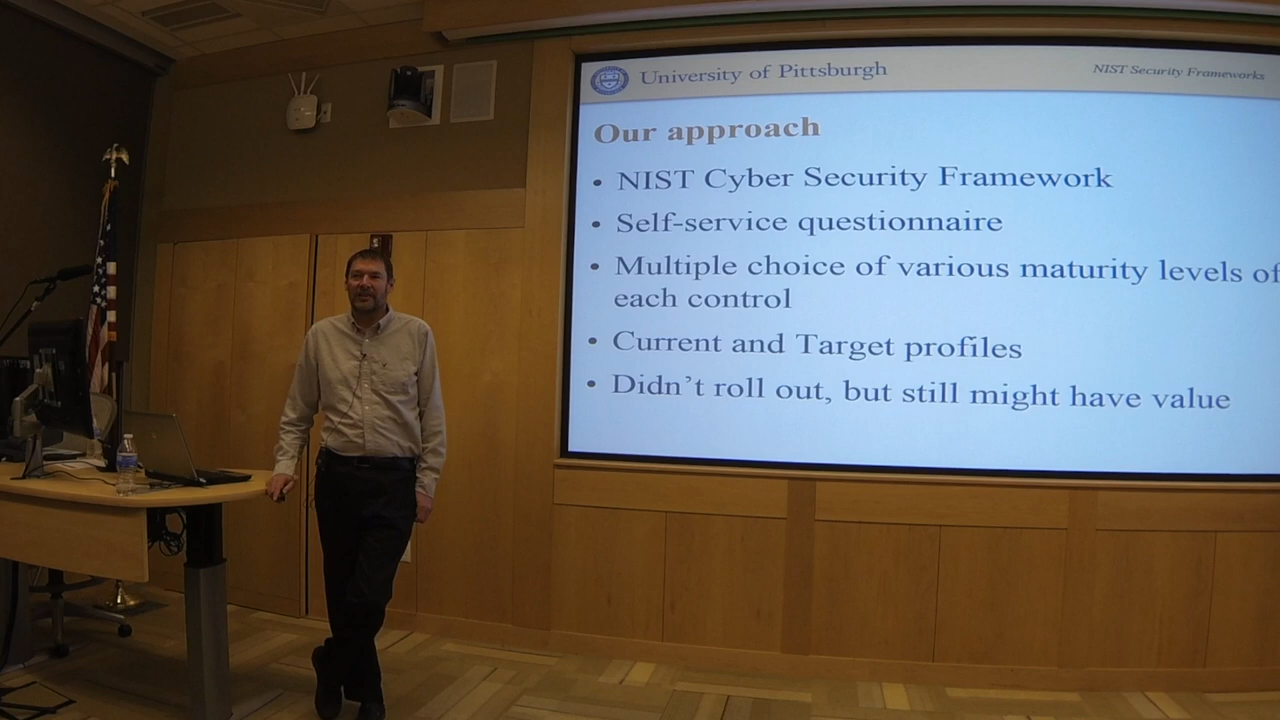 University of Pittsburgh
NIST Security Frameworks
Our approach
• NIST Cyber Security Framework
• Self-service questionnaire
• Multiple choice of various maturity levels of
each control
• Current and Target profiles
• Didn't roll out, but still might have value